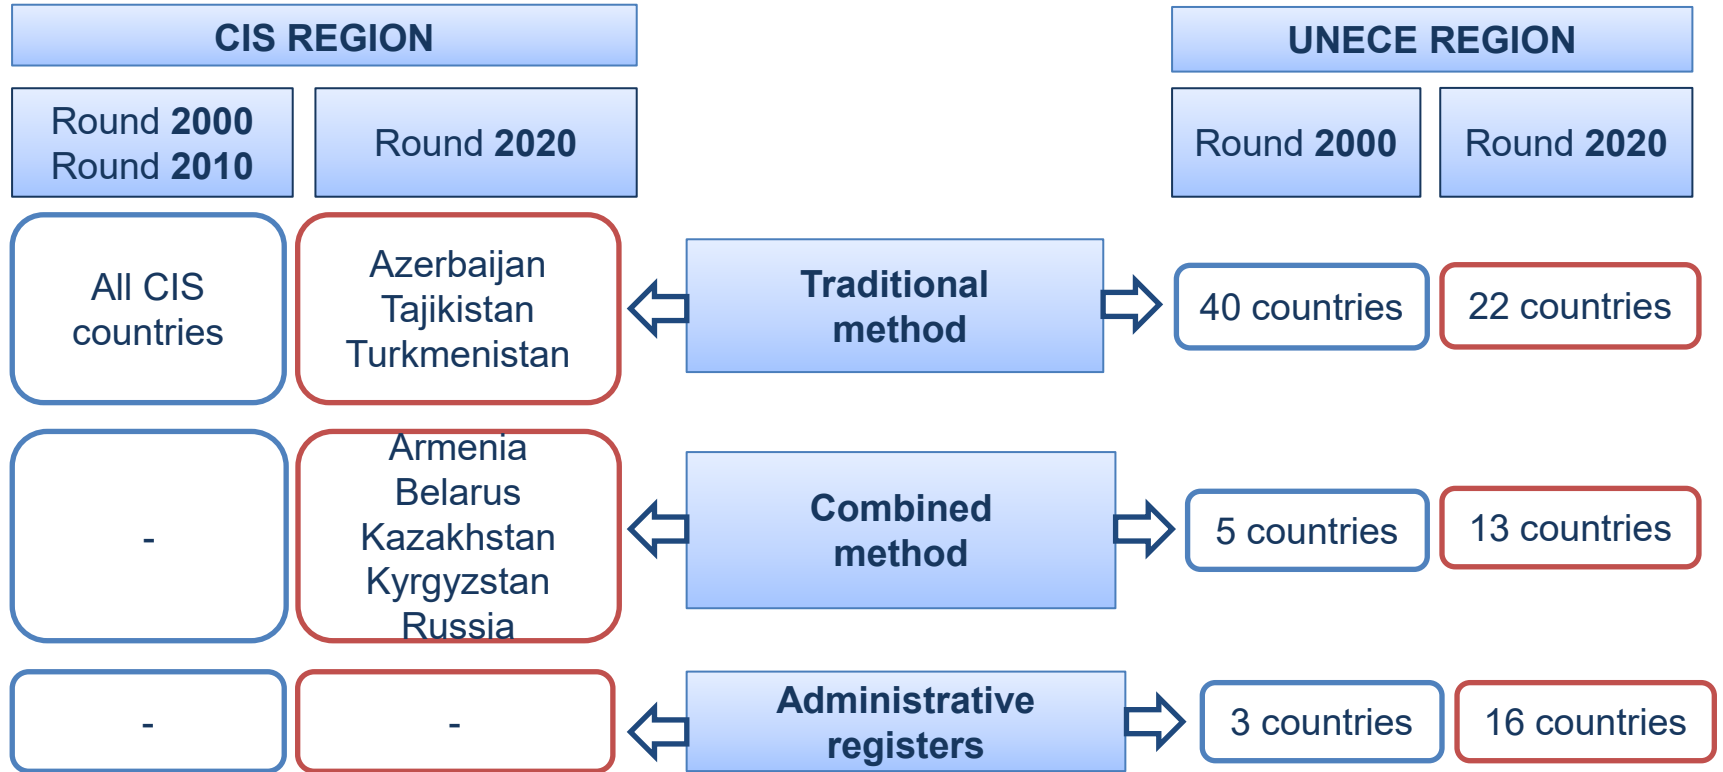 CIS REGION
UNECE REGION
Round 2000
Round 2010
Round 2020
Round 2000
Round 2020
All CIS
countries
Azerbaijan
Tajikistan
Turkmenistan
Traditional
method
40 countries
22 countries
-
Armenia
Belarus
Kazakhstan
Kyrgyzstan
Russia
Combined
method
5 countries
13 countries
-
-
Administrative
registers
3 countries
16 countries